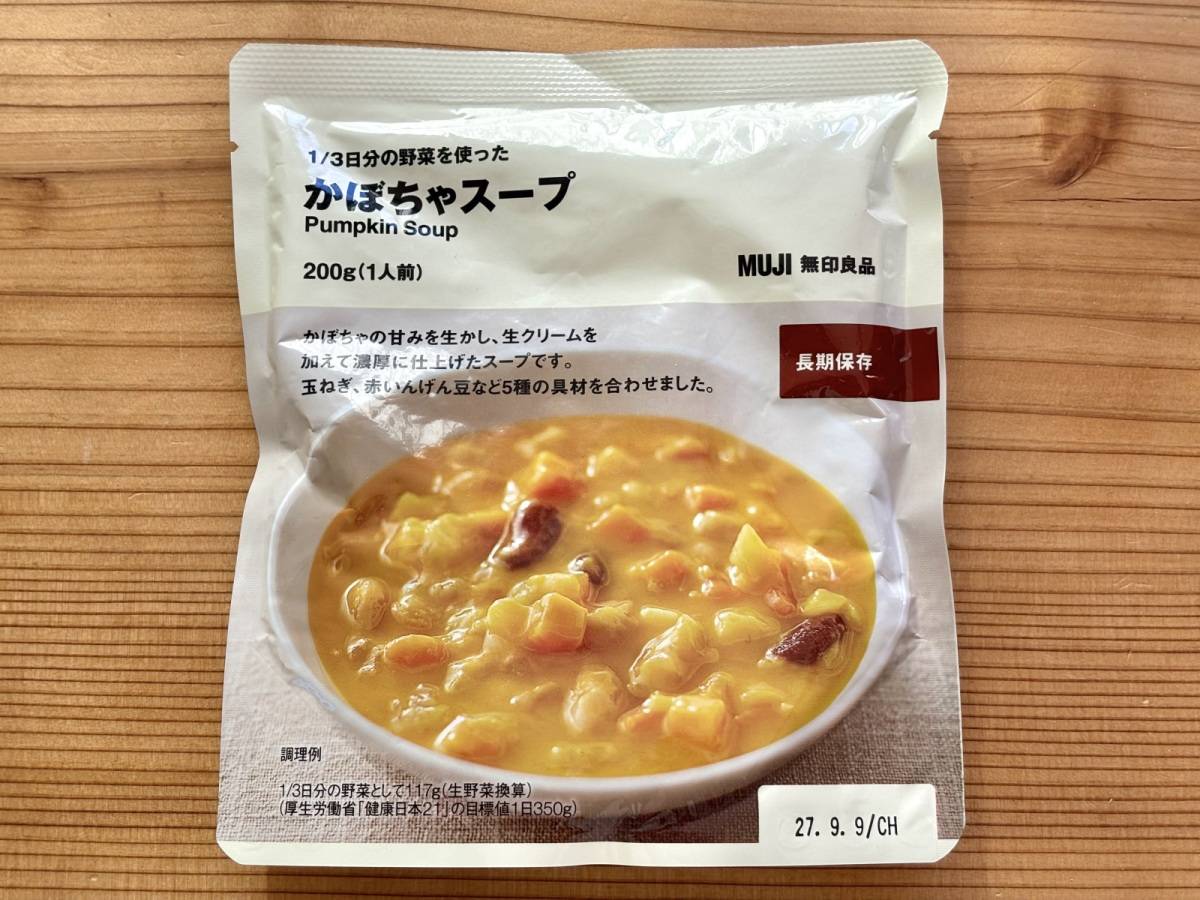 1/3日分の野菜を使った
かぼちゃスープ
Pumpkin Soup
200g(1人前)
MUJI 無印良品
かぼちゃの甘みを生かし、生クリームを
加えて濃厚に仕上げたスープです。
玉ねぎ、赤いんげん豆など5種の具材を合わせました。
長期保存
調理例
1/3日分の野菜として117g(生野菜換算)
(厚生労働省「健康日本21」の目標値1日350g)
27. 9. 9/CH